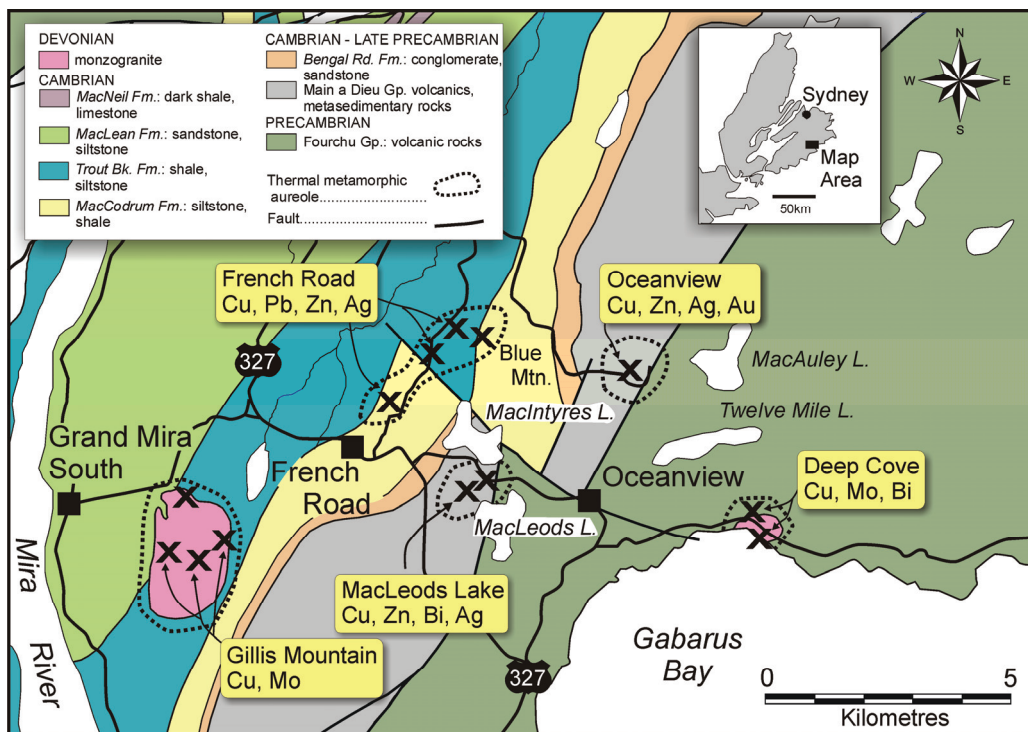 DEVONIAN
monzogranite
CAMBRIAN
MacNeil Fm.: dark shale,
limestone
MacLean Fm.: sandstone,
siltstone
Trout Bk. Fm.: shale,
siltstone
MacCodrum Fm.: siltstone,
shale
CAMBRIAN - LATE PRECAMBRIAN
Bengal Rd. Fm.: conglomerate,
sandstone
Main a Dieu Gp. volcanics,
metasedimentary rocks
PRECAMBRIAN
Fourchu Gp.: volcanic rocks
Thermal metamorphic
aureole............................
Fault............................
Sydney
Map
Area
50km
N
W
E
S
French Road
Cu, Pb, Zn, Ag
Oceanview
Cu, Zn, Ag, Au
327
Blue
Mtn.
MacAuley L.
MacIntyres L.
Twelve Mile L.
Grand Mira
South
French
Road
Oceanview
Deep Cove
Cu, Mo, Bi
MacLeods L.
Mira
River
MacLeods Lake
Cu, Zn, Bi, Ag
Gillis Mountain
Cu, Mo
327
Gabarus
Bay
0
5
Kilometres